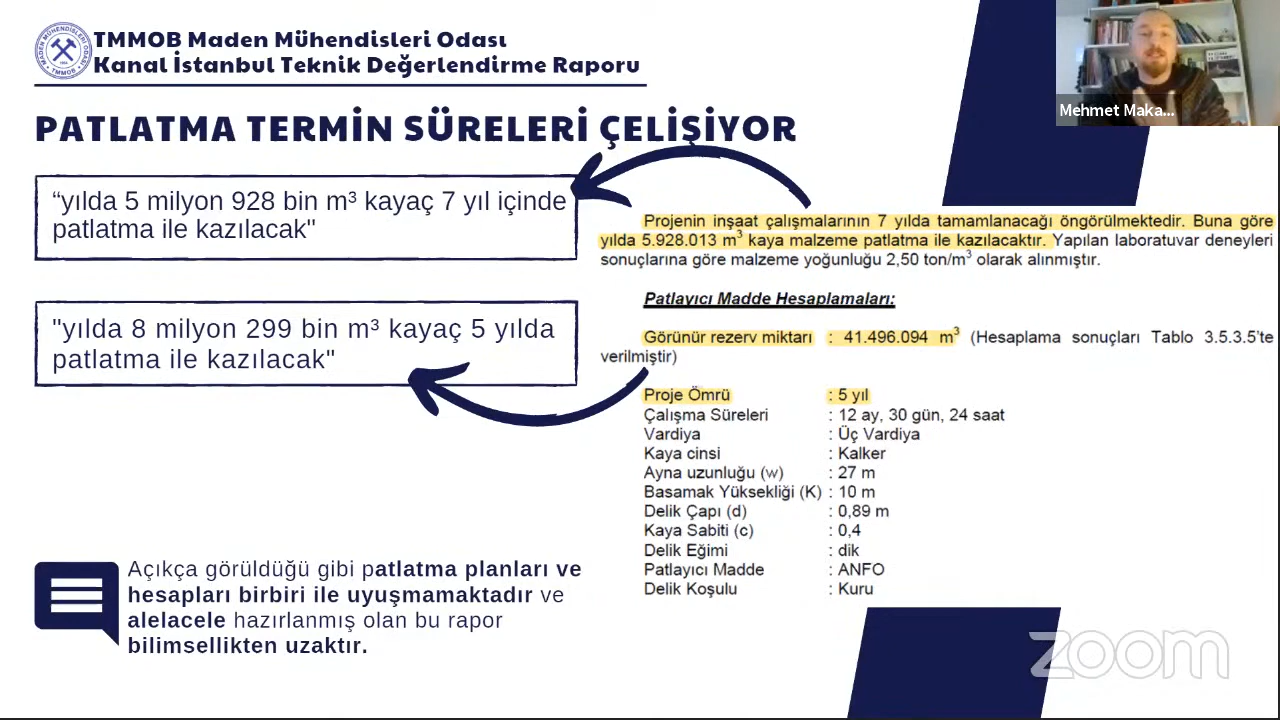 TMMOB Maden Mühendisleri Odası
Kanal İstanbul Teknik Değerlendirme Raporu
Mehmet Maka...
PATLATMA TERMİN SÜRELERİ ÇELİŞİYOR
“yılda 5 milyon 928 bin m³ kayaç 7 yıl içinde
patlatma ile kazılacak"
Projenin inşaat çalışmalarının 7 yılda tamamlanacağı öngörülmektedir. Buna göre
yılda 5.928.013 m³ kaya malzeme patlatma ile kazılacaktır. Yapılan laboratuvar deneyleri
sonuçlarına göre malzeme yoğunluğu 2,50 ton/m³ olarak alınmıştır.
Patlayıcı Madde Hesaplamaları:
"yılda 8 milyon 299 bin m³ kayaç 5 yılda
patlatma ile kazılacak"
Görünür rezerv miktarı : 41.496.094 m³ (Hesaplama sonuçları Tablo 3.5.3.5'te
verilmiştir)
Proje Ömrü : 5 yıl
Çalışma Süreleri : 12 ay, 30 gün, 24 saat
Vardiya : Üç Vardiya
Kaya cinsi : Kalker
Ayna uzunluğu (w) : 27 m
Basamak Yüksekliği (K) : 10 m
Delik Çapı (d) : 0,89 m
Kaya Sabiti (c) : 0,4
Delik Eğimi : dik
Patlayıcı Madde : ANFO
Delik Koşulu : Kuru
Açıkça görüldüğü gibi patlatma planları ve
hesapları birbiri ile uyuşmamaktadır ve
alelacele hazırlanmış olan bu rapor
bilimsellikten uzaktır.
zoom